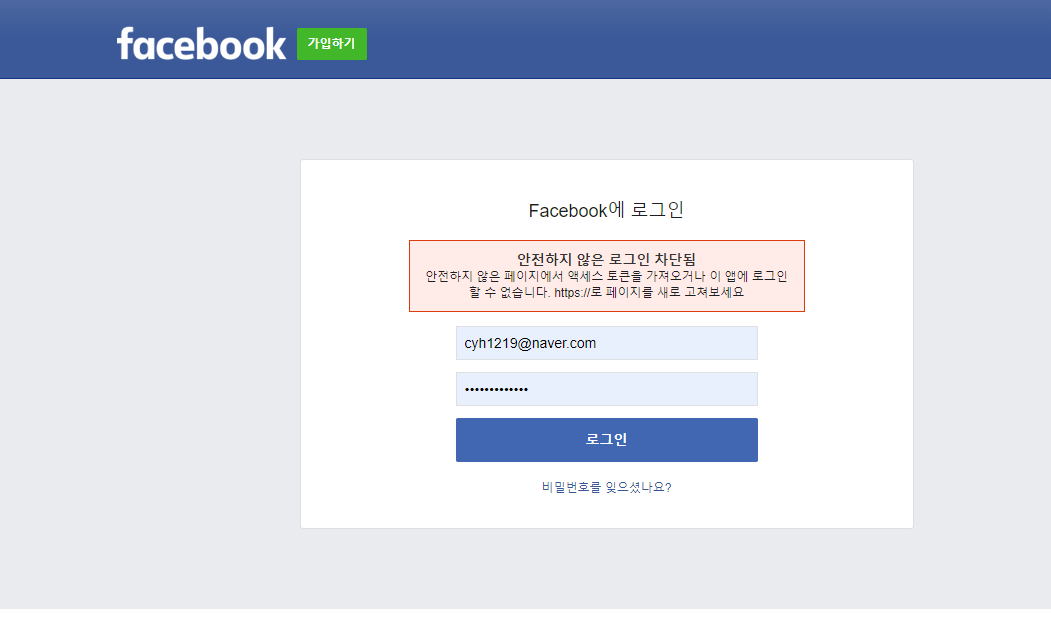 facebook 가입하기
Facebook에 로그인
안전하지 않은 로그인 차단됨
안전하지 않은 페이지에서 액세스 토큰을 가져오거나 이 앱에 로그인
할 수 없습니다. https://로 페이지를 새로 고쳐보세요
cyh1219@naver.com
•••••••••••••
로그인
비밀번호를 잊으셨나요?